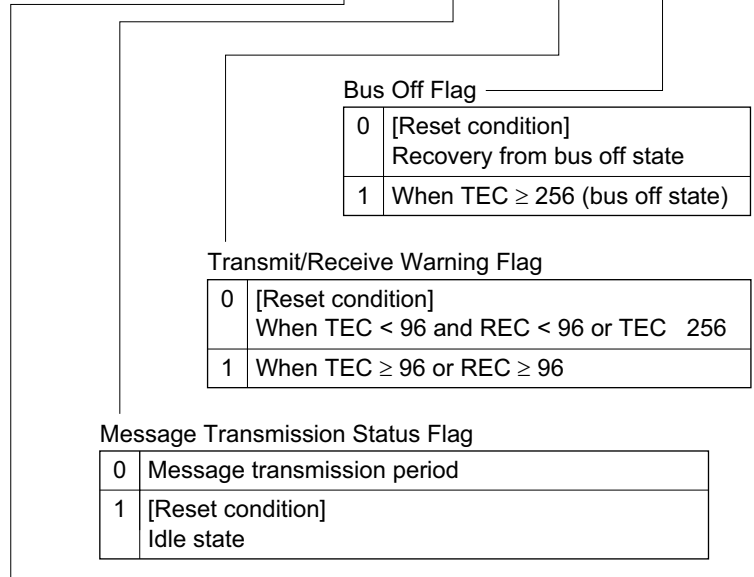 Bus Off Flag
0 [Reset condition]
Recovery from bus off state
1 When TEC ≥ 256 (bus off state)
Transmit/Receive Warning Flag
0 [Reset condition]
When TEC < 96 and REC < 96 or TEC 256
1 When TEC ≥ 96 or REC ≥ 96
Message Transmission Status Flag
0 Message transmission period
1 [Reset condition]
Idle state